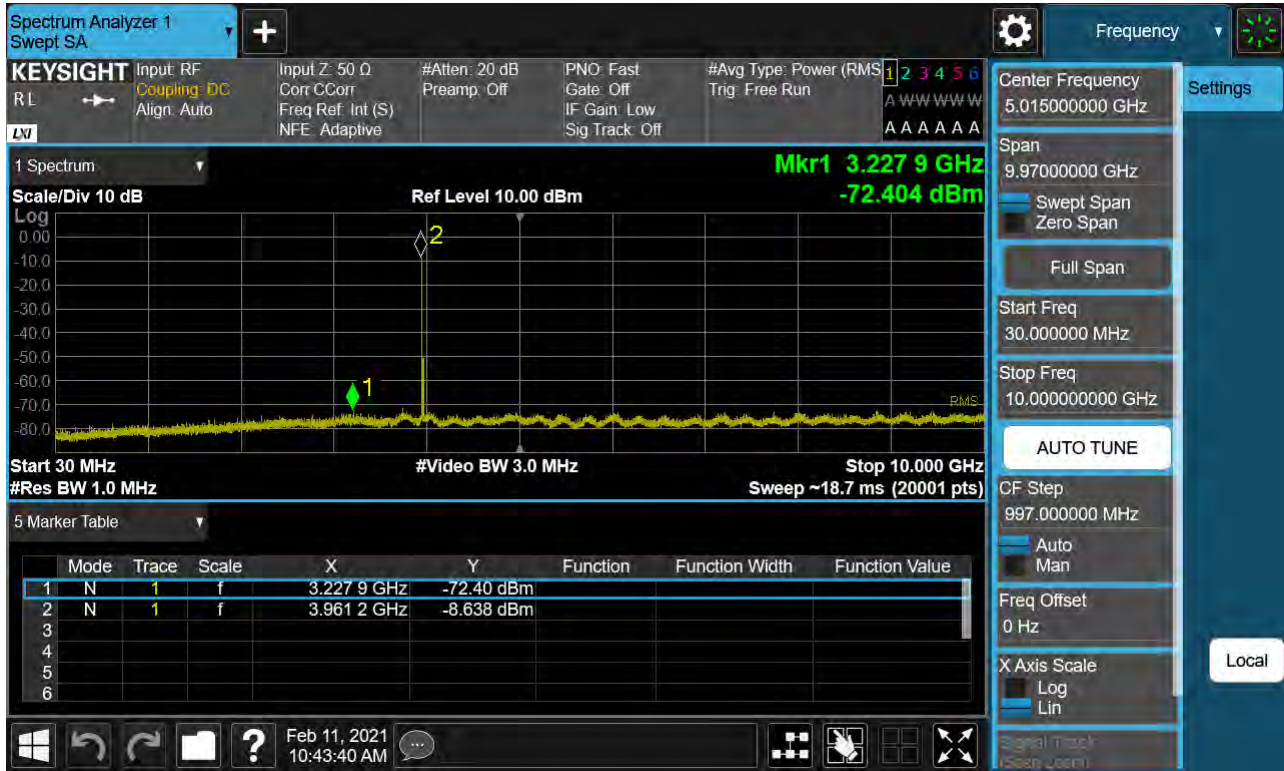 Spectrum Analyzer 1
Swept SA
+
Frequency
KEYSIGHT
RL
LXI
Input: RF
Coupling: DC
Align: Auto
Input Z: 50 Ω
Corr CCorr
Freq Ref: Int (S)
NFE: Adaptive
#Atten: 20 dB
Preamp: Off
PNO: Fast
Gate: Off
IF Gain: Low
Sig Track: Off
#Avg Type: Power (RMS
Trig: Free Run
1 2 3 4 5 6
A W W W W W
A A A A A A
1 Spectrum
Mkr1 3.227 9 GHz
-72.404 dBm
Scale/Div 10 dB
Ref Level 10.00 dBm
Log
0.00
-10.0
-20.0
-30.0
-40.0
-50.0
-60.0
-70.0
-80.0
2
1
RMS
Start 30 MHz
#Video BW 3.0 MHz
Stop 10.000 GHz
#Res BW 1.0 MHz
Sweep ~18.7 ms (20001 pts)
5 Marker Table
Mode Trace Scale X Y Function Function Width Function Value
1 N 1 f 3.227 9 GHz -72.40 dBm
2 N 1 f 3.961 2 GHz -8.638 dBm
3
4
5
6
Center Frequency
5.015000000 GHz
Span
9.97000000 GHz
Swept Span
Zero Span
Full Span
Start Freq
30.000000 MHz
Stop Freq
10.000000000 GHz
AUTO TUNE
CF Step
997.000000 MHz
Auto
Man
Freq Offset
0 Hz
X Axis Scale
Log
Lin
Signal Track
(Span Zoom)
Settings
Local
?
Feb 11, 2021
10:43:40 AM